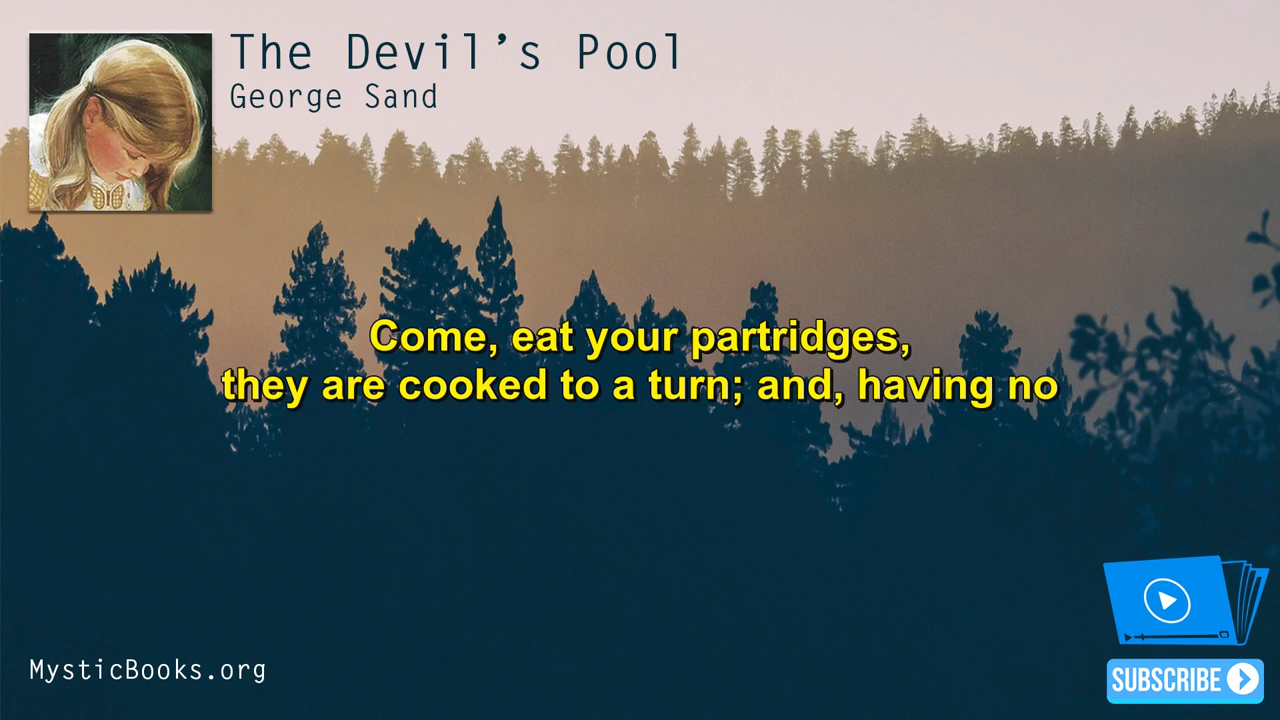 The Devil's Pool
George Sand
Come, eat your partridges,
they are cooked to a turn; and, having no
MysticBooks.org
SUBSCRIBE